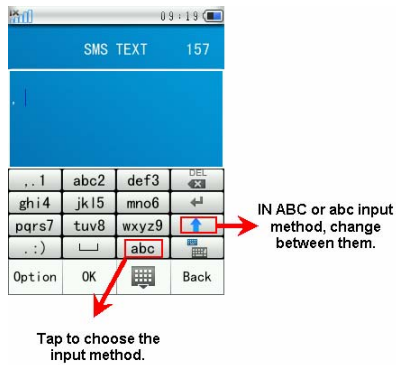 09:19
SMS TEXT 157
,
,.1 abc2 def3 DEL
ghi4 jkl5 mno6
pqrs7 tuv8 wxyz9
.:) abc
Option OK Back
IN ABC or abc input
method, change
between them.
Tap to choose the
input method.